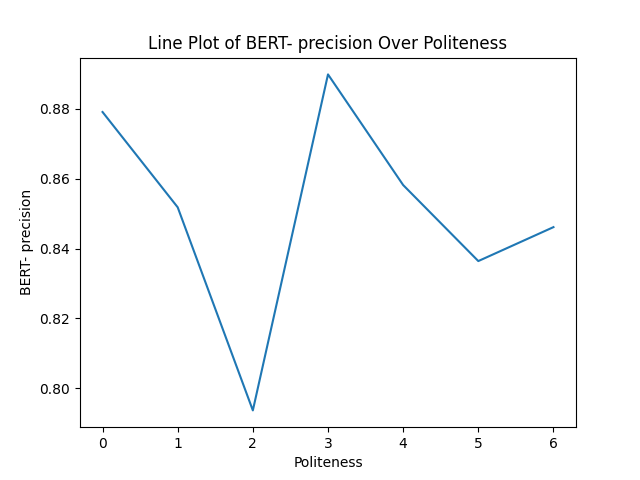 Line Plot of BERT- precision Over Politeness
0.88
0.86
0.84
0.82
0.80
BERT- precision
0 1 2 3 4 5 6
Politeness